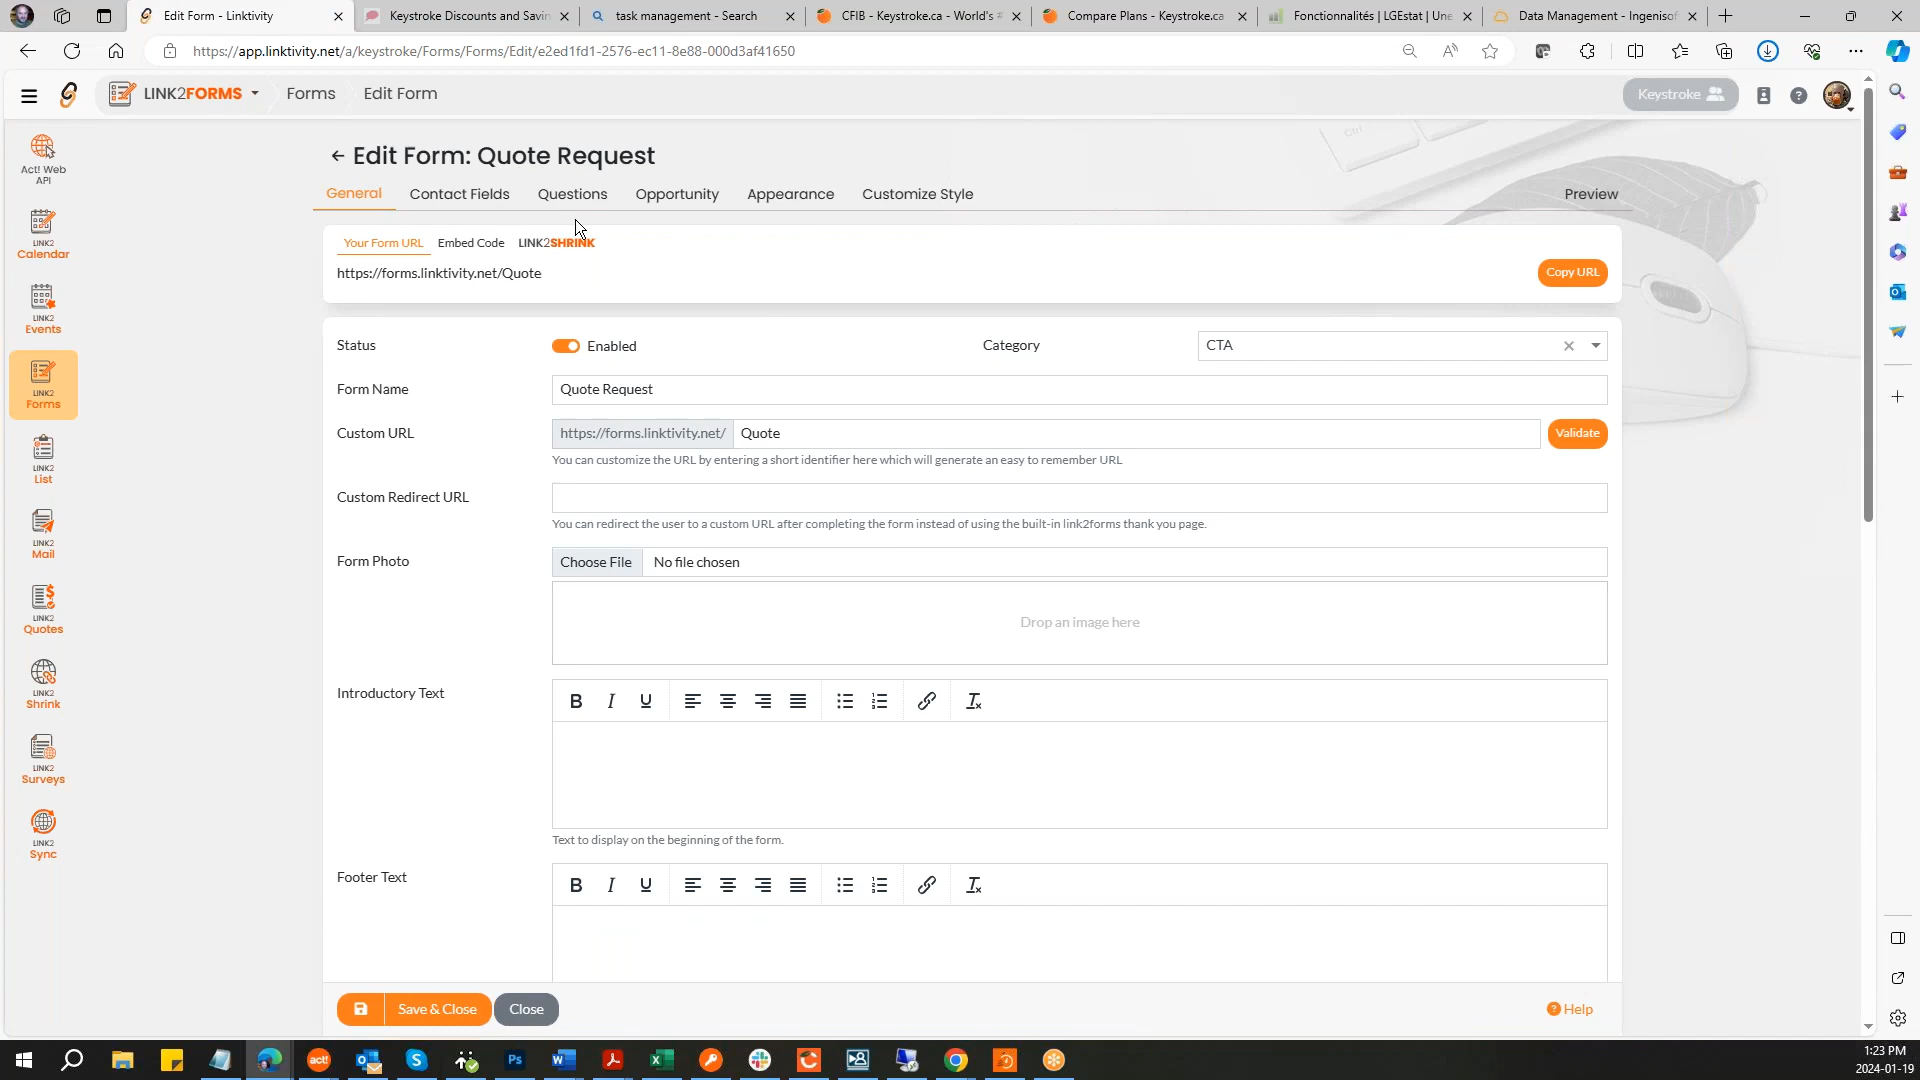 Edit Form - Linktivity
Keystroke Discounts and Savin
task management - Search
CFIB - Keystroke.ca - World's #
Compare Plans - Keystroke.ca
Fonctionnalités | LGEstat | Une
Data Management - Ingenisof
https://app.linktivity.net/a/keystroke/Forms/Forms/Edit/e2ed1fd1-2576-ec11-8e88-000d3af41650
LINK2FORMS
Forms
Edit Form
Keystroke
Act! Web
API
LINK2
Calendar
LINK2
Events
LINK2
Forms
LINK2
List
LINK2
Mail
LINK2
Quotes
LINK2
Shrink
LINK2
Surveys
LINK2
Sync
← Edit Form: Quote Request
General Contact Fields Questions Opportunity Appearance Customize Style Preview
Your Form URL Embed Code LINK2SHRINK
https://forms.linktivity.net/Quote Copy URL
Status Enabled Category CTA
Form Name Quote Request
Custom URL https://forms.linktivity.net/ Quote Validate
You can customize the URL by entering a short identifier here which will generate an easy to remember URL
Custom Redirect URL
You can redirect the user to a custom URL after completing the form instead of using the built-in link2forms thank you page.
Form Photo Choose File No file chosen
Drop an image here
Introductory Text B I U
Text to display on the beginning of the form.
Footer Text B I U
Save & Close Close Help
1:23 PM
2024-01-19